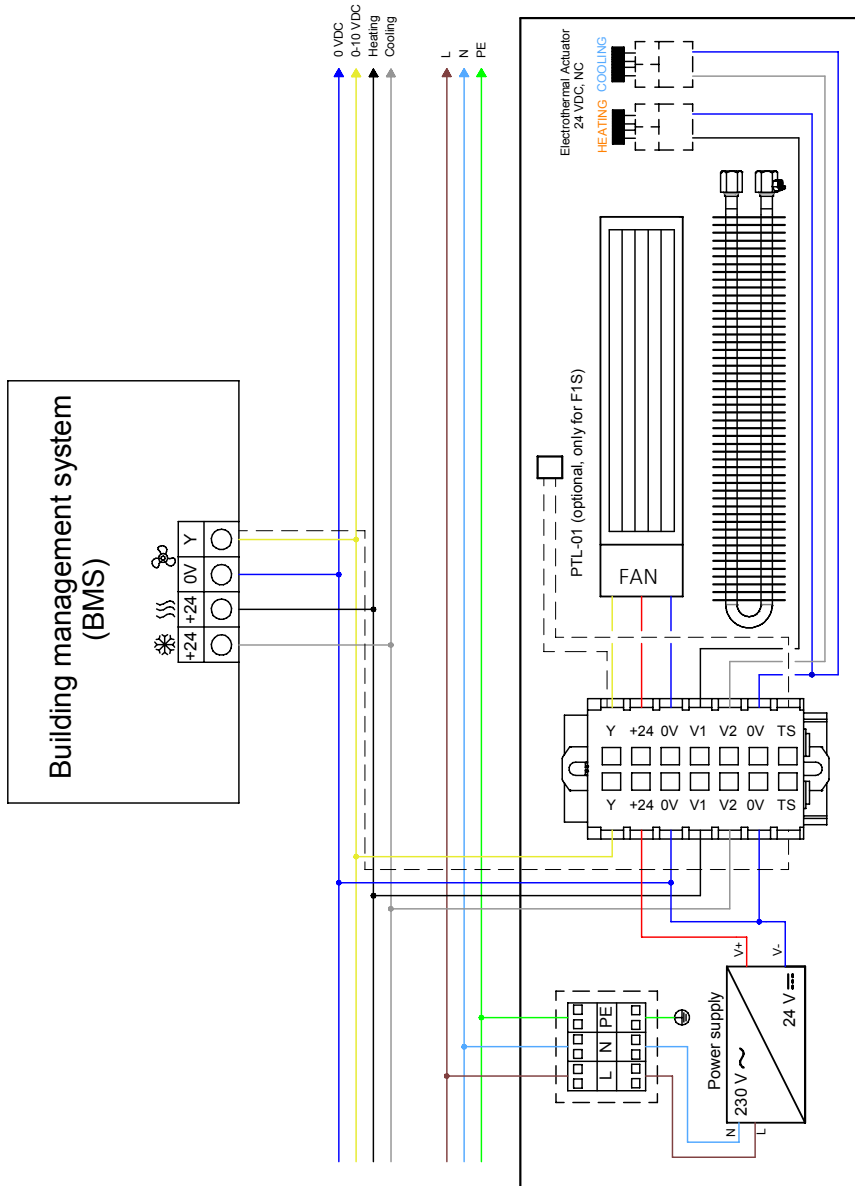 0 VDC
0-10 VDC
Heating
Cooling
L
N
PE
Electrothermal Actuator
24 VDC, NC
HEATING
COOLING
Building management system
(BMS)
Y
0V
+24
+24
PTL-01 (optional, only for F1S)
FAN
Y +24 0V V1 V2 0V TS
Y +24 0V V1 V2 0V TS
V+
V-
L N PE
Power supply
230 V ~
24 V
N
L